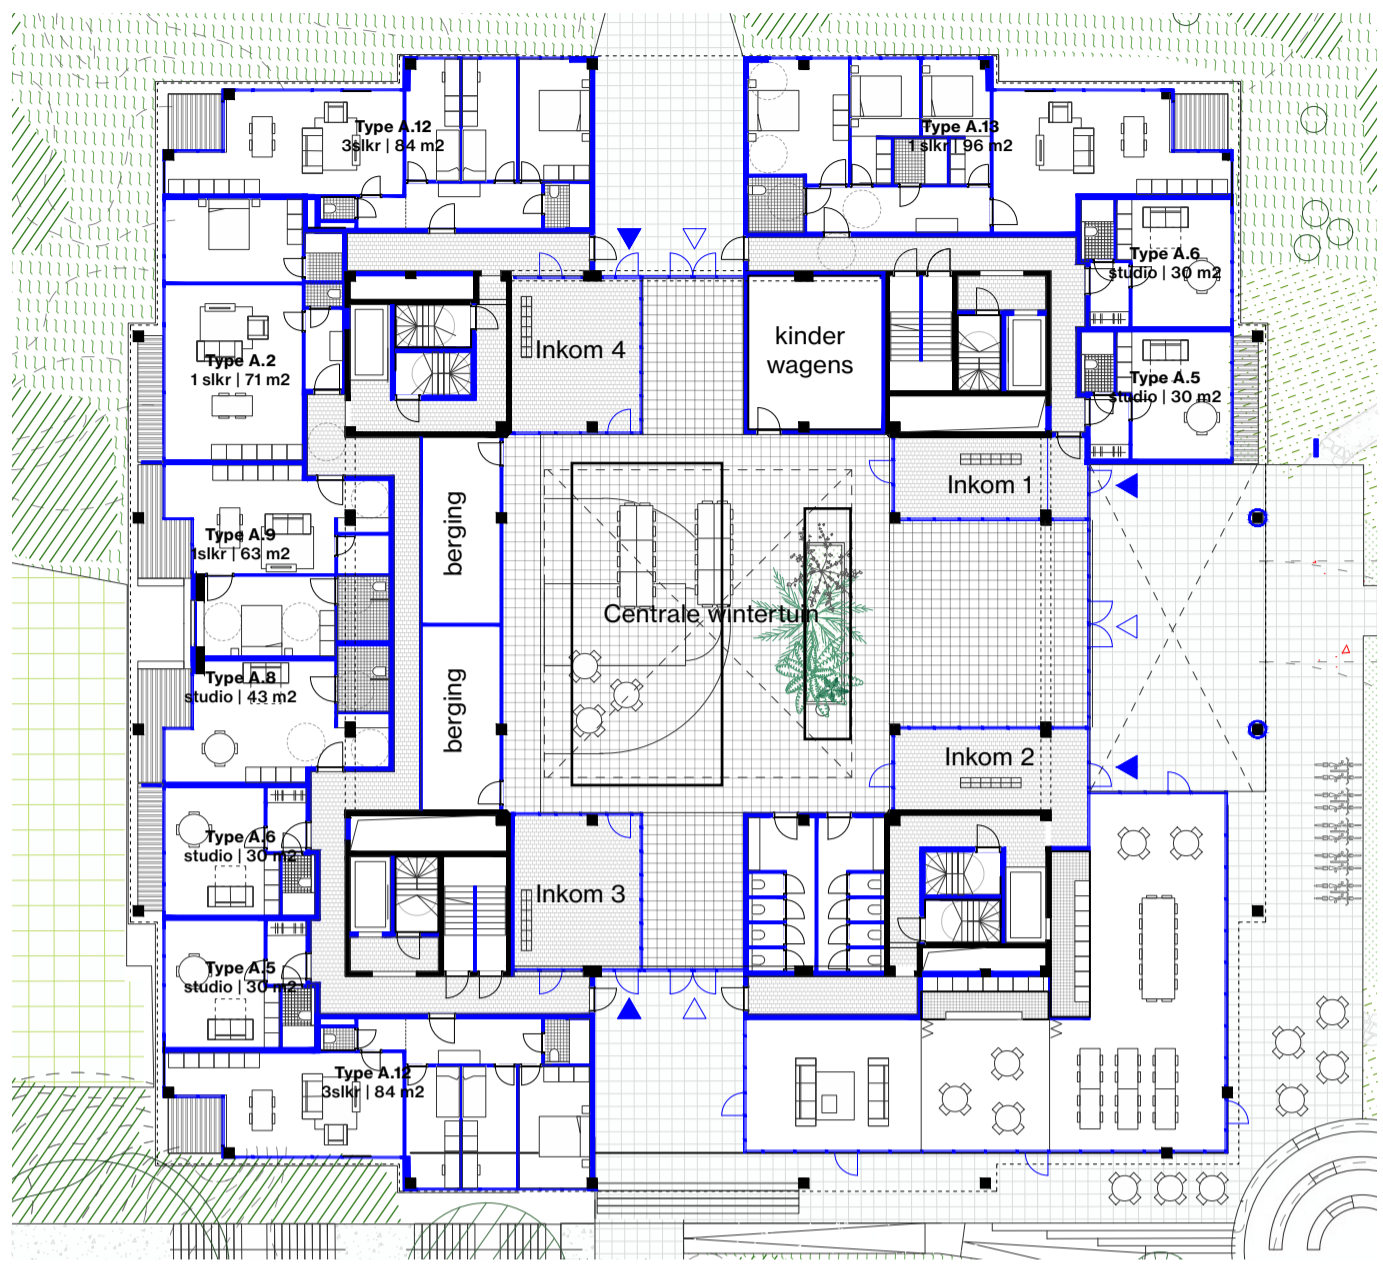 Type A.12
3slkr | 84 m2
Type A.13
1 slkr | 96 m2
Type A.6
studio | 30 m2
Inkom 4
kinder
wagens
Type A.2
1 slkr | 71 m2
Type A.5
studio | 30 m2
Inkom 1
berging
Type A.9
1slkr | 63 m2
Centrale wintertuin
Type A.8
studio | 43 m2
berging
Inkom 2
Type A.6
studio | 30 m2
Inkom 3
Type A.5
studio | 30 m2
Type A.12
3slkr | 84 m2